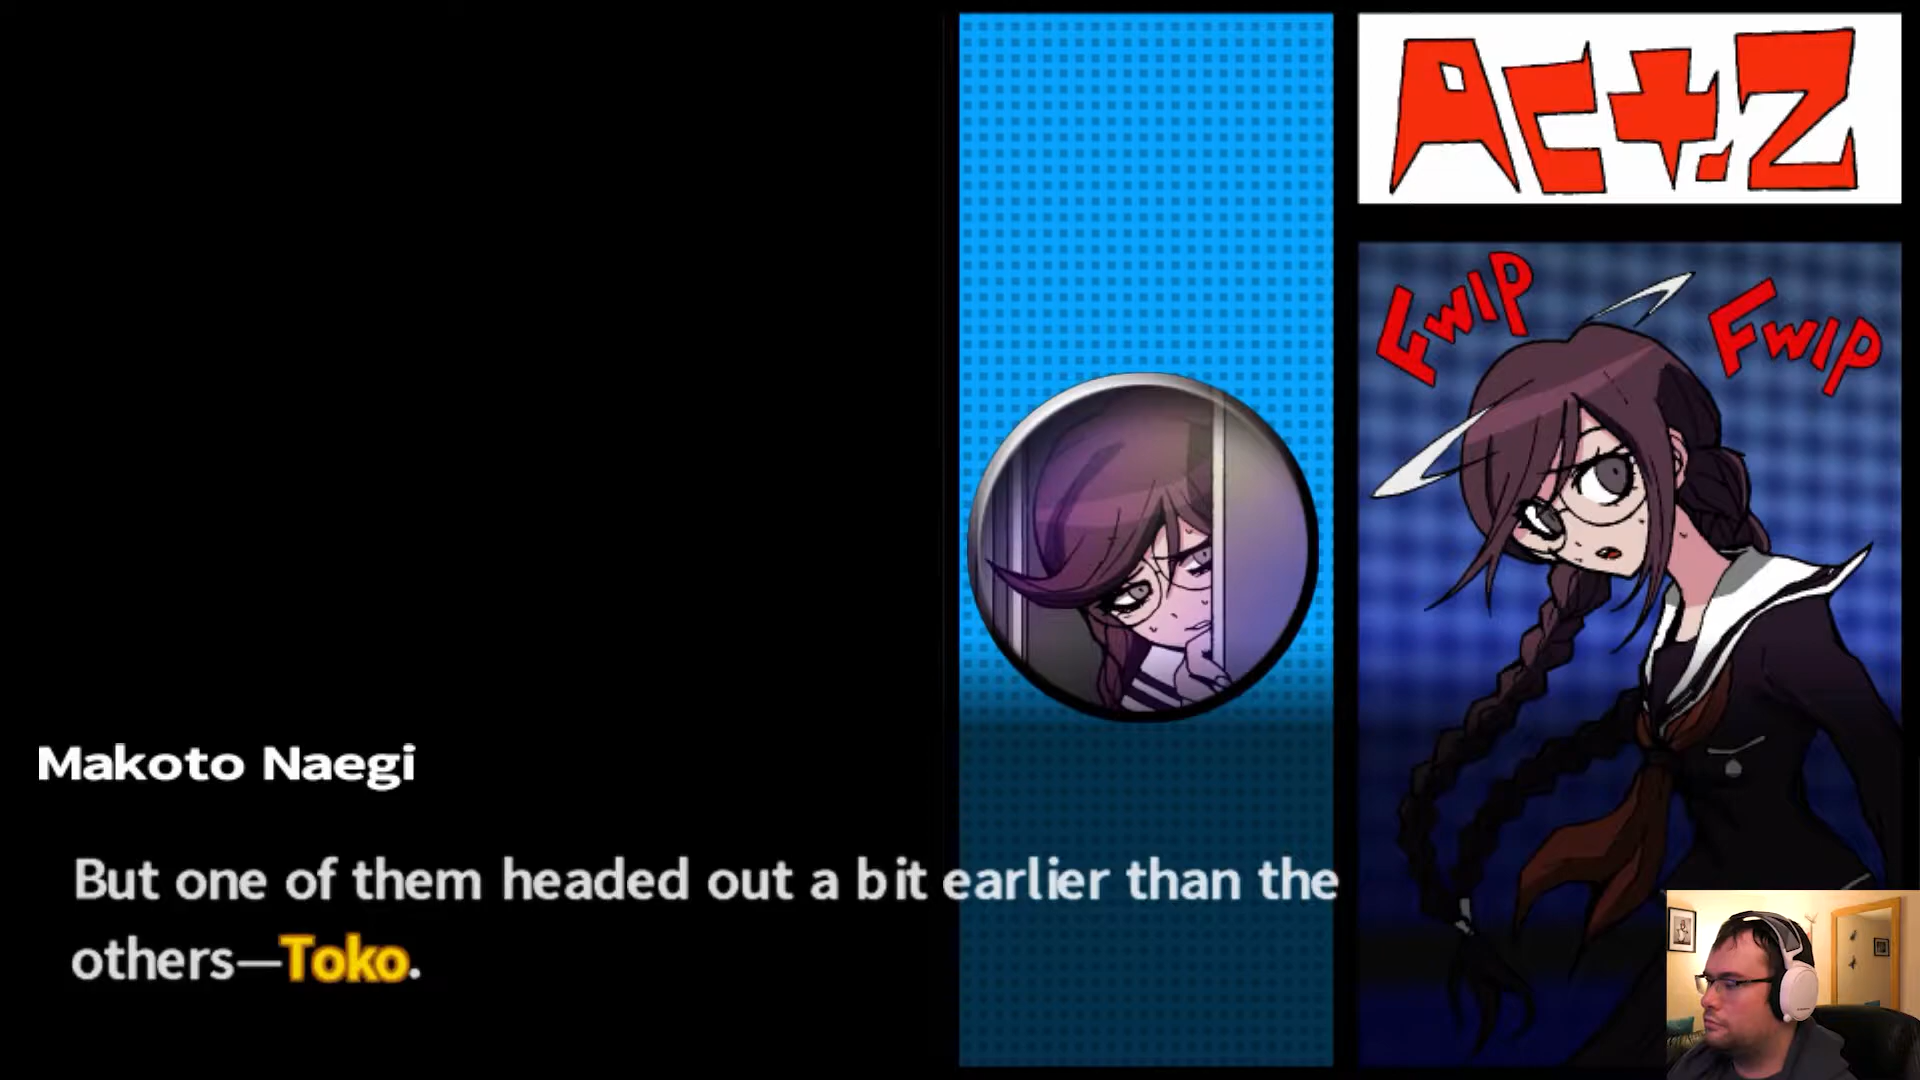 Act.2
FWIP
FWIP
Makoto Naegi
But one of them headed out a bit earlier than the
others—Toko.